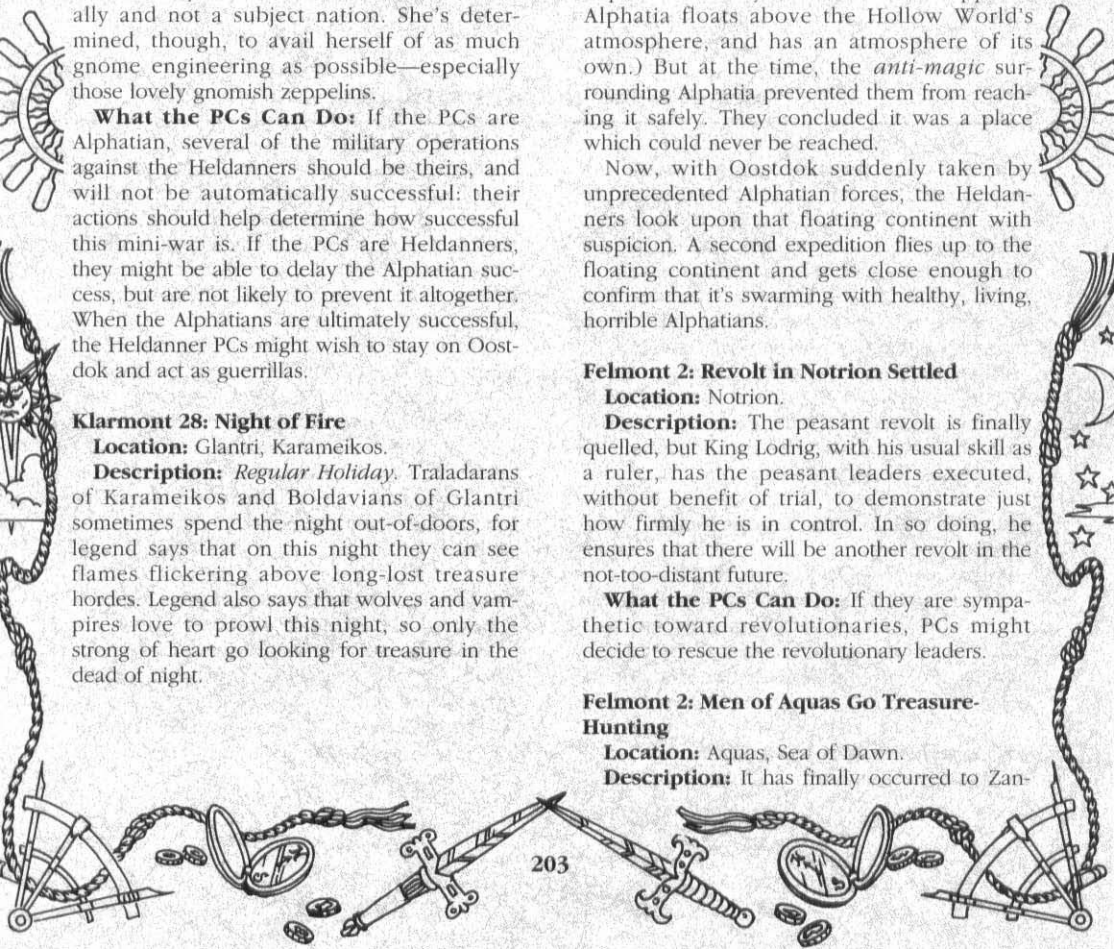 ally and not a subject nation. She's deter-
mined, though, to avail herself of as much
gnome engineering as possible—especially
those lovely gnomish zeppelins.
What the PCs Can Do: If the PCs are
Alphatian, several of the military operations
against the Heldanners should be theirs, and
will not be automatically successful: their
actions should help determine how successful
this mini-war is. If the PCs are Heldanners,
they might be able to delay the Alphatian suc-
cess, but are not likely to prevent it altogether.
When the Alphatians are ultimately successful,
the Heldanner PCs might wish to stay on Oost-
dok and act as guerrillas.
Klarmont 28: Night of Fire
Location: Glantri, Karameikos.
Description: Regular Holiday. Traladarans
of Karameikos and Boldavians of Glantri
sometimes spend the night out-of-doors, for
legend says that on this night they can see
flames flickering above long-lost treasure
hordes. Legend also says that wolves and vam-
pires love to prowl this night, so only the
strong of heart go looking for treasure in the
dead of night.
Alphatia floats above the Hollow World's
atmosphere, and has an atmosphere of its
own.) But at the time, the anti-magic sur-
rounding Alphatia prevented them from reach-
ing it safely. They concluded it was a place
which could never be reached.
Now, with Oostdok suddenly taken by
unprecedented Alphatian forces, the Heldan-
ners look upon that floating continent with
suspicion. A second expedition flies up to the
floating continent and gets close enough to
confirm that it's swarming with healthy, living,
horrible Alphatians.
Felmont 2: Revolt in Notrion Settled
Location: Notrion.
Description: The peasant revolt is finally
quelled, but King Lodrig, with his usual skill as
a ruler, has the peasant leaders executed,
without benefit of trial, to demonstrate just
how firmly he is in control. In so doing, he
ensures that there will be another revolt in the
not-too-distant future.
What the PCs Can Do: If they are sympa-
thetic toward revolutionaries, PCs might
decide to rescue the revolutionary leaders.
Felmont 2: Men of Aquas Go Treasure-
Hunting
Location: Aquas, Sea of Dawn.
Description: It has finally occurred to Zan-
203